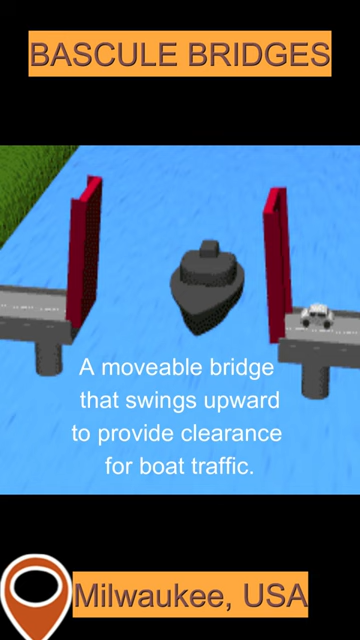 BASCULE BRIDGES
A moveable bridge
that swings upward
to provide clearance
for boat traffic.
Milwaukee, USA